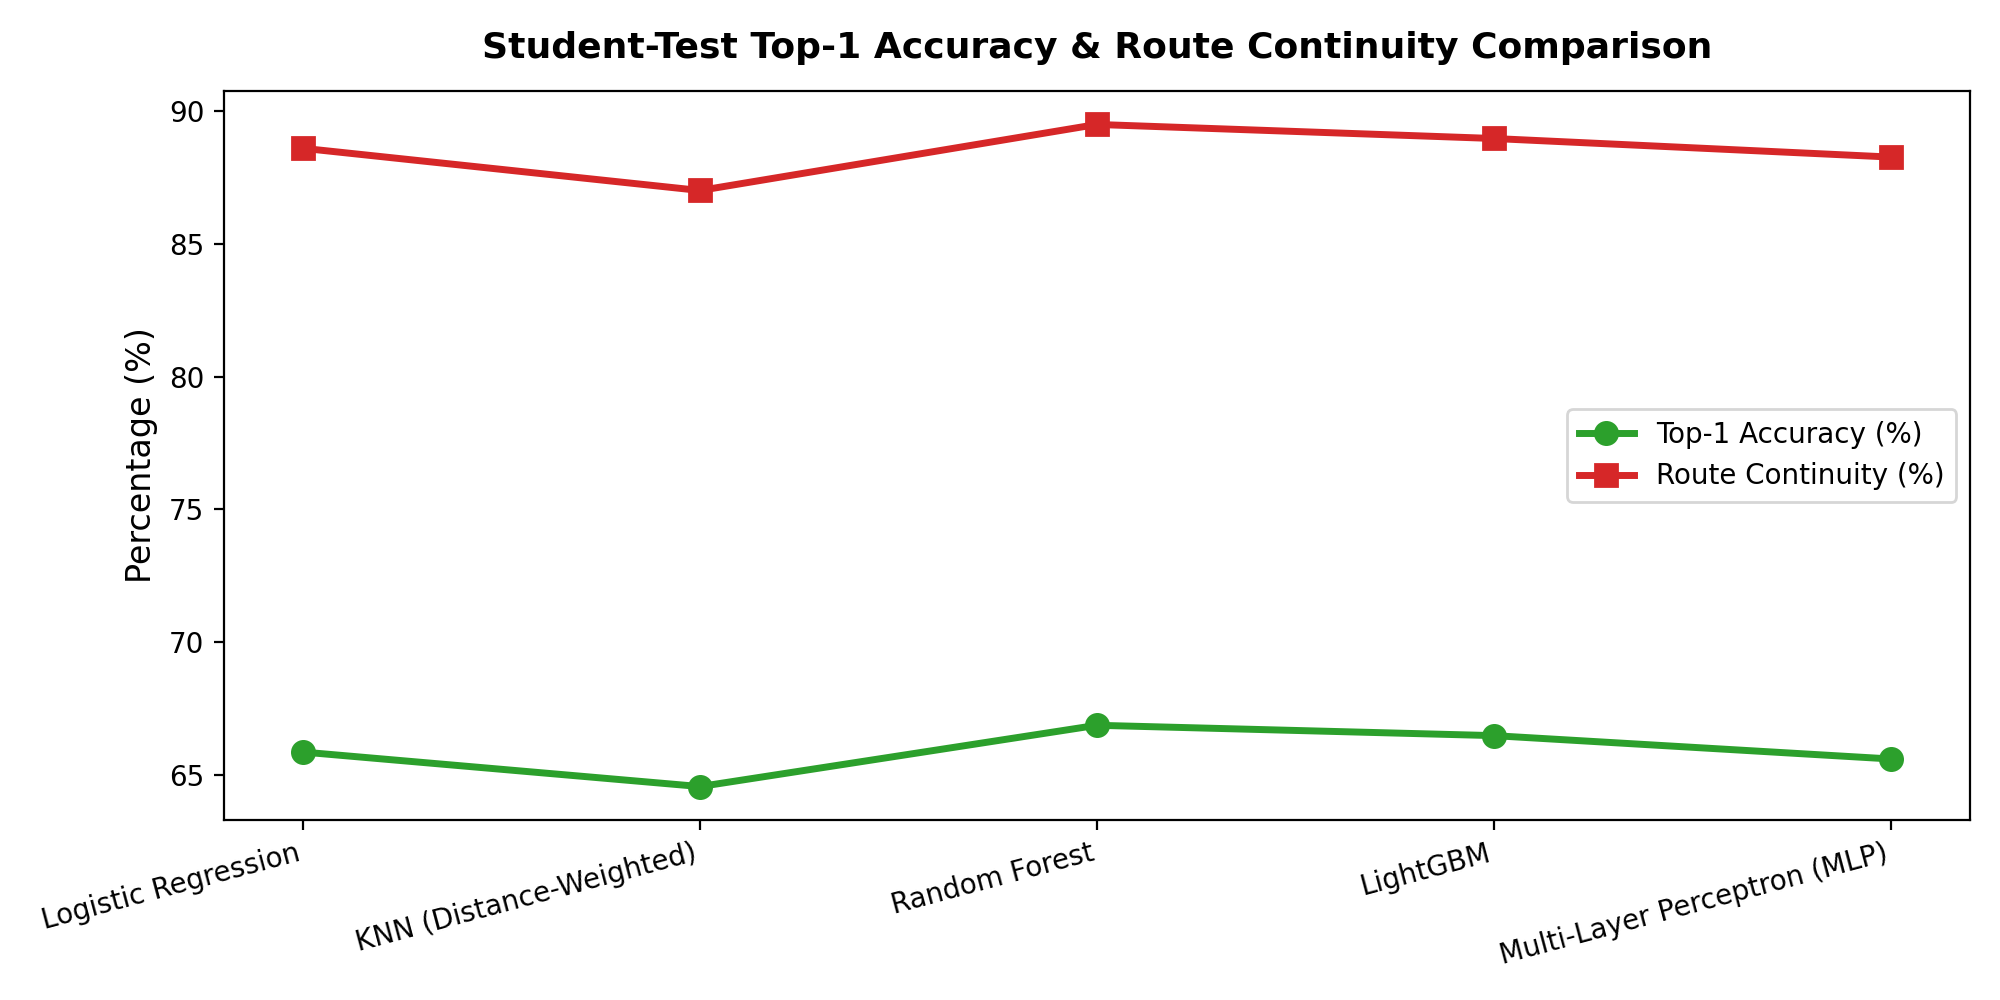 Student-Test Top-1 Accuracy & Route Continuity Comparison
Percentage (%)
90
85
80
75
70
65
Top-1 Accuracy (%)
Route Continuity (%)
Logistic Regression
KNN (Distance-Weighted)
Random Forest
LightGBM
Multi-Layer Perceptron (MLP)